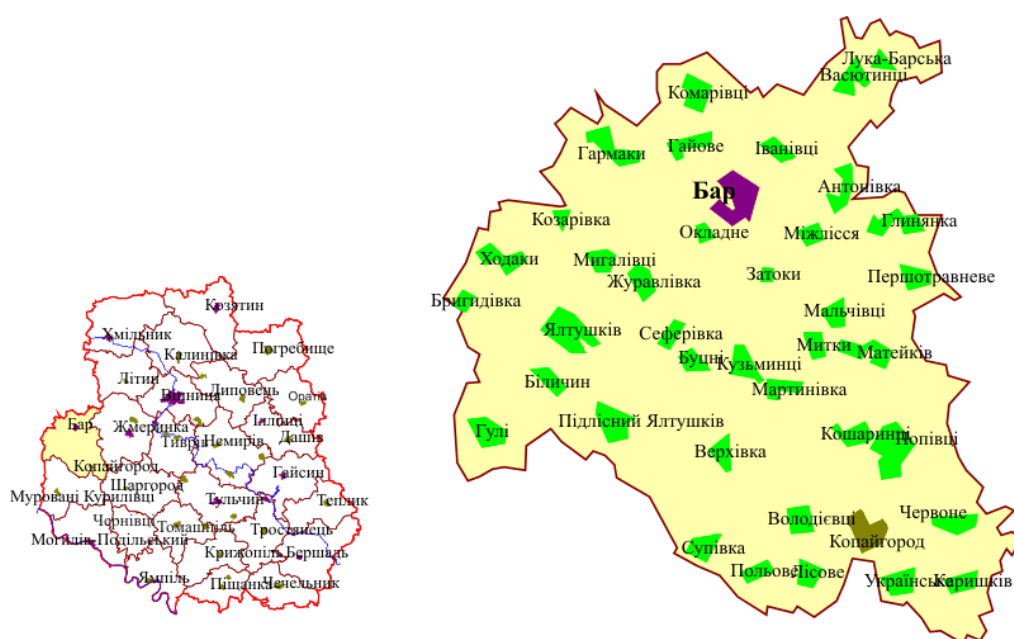 Козятин
Хмільник
Калинівка
Погребище
Літин
Вінниця
Липовець
Оратів
Бар
Жмеринка
Тиврів
Немирів
Іллінці
Дашів
Копайгород
Шаргород
Гайсин
Муровані Курилівці
Тульчин
Теплик
Чернівці
Томашпіль
Тростянець
Могилів-Подільський
Крижопіль
Бершадь
Ямпіль
Піщанка
Чечельник
Лука-Барська
Васютинці
Комарівці
Гармаки
Гайове
Іванівці
Бар
Антонівка
Козарівка
Окладне
Міжлісся
Глинянка
Ходаки
Мигалівці
Журавлівка
Затоки
Першотравневе
Бригидівка
Ялтушків
Сеферівка
Мальчівці
Буцні
Кузьминці
Митки
Матейків
Біличин
Мартинівка
Гулі
Підлісний Ялтушків
Верхівка
Кошаринці
Попівці
Володієвці
Червоне
Копайгород
Супівка
Польове
Лісове
Українське
Каришків